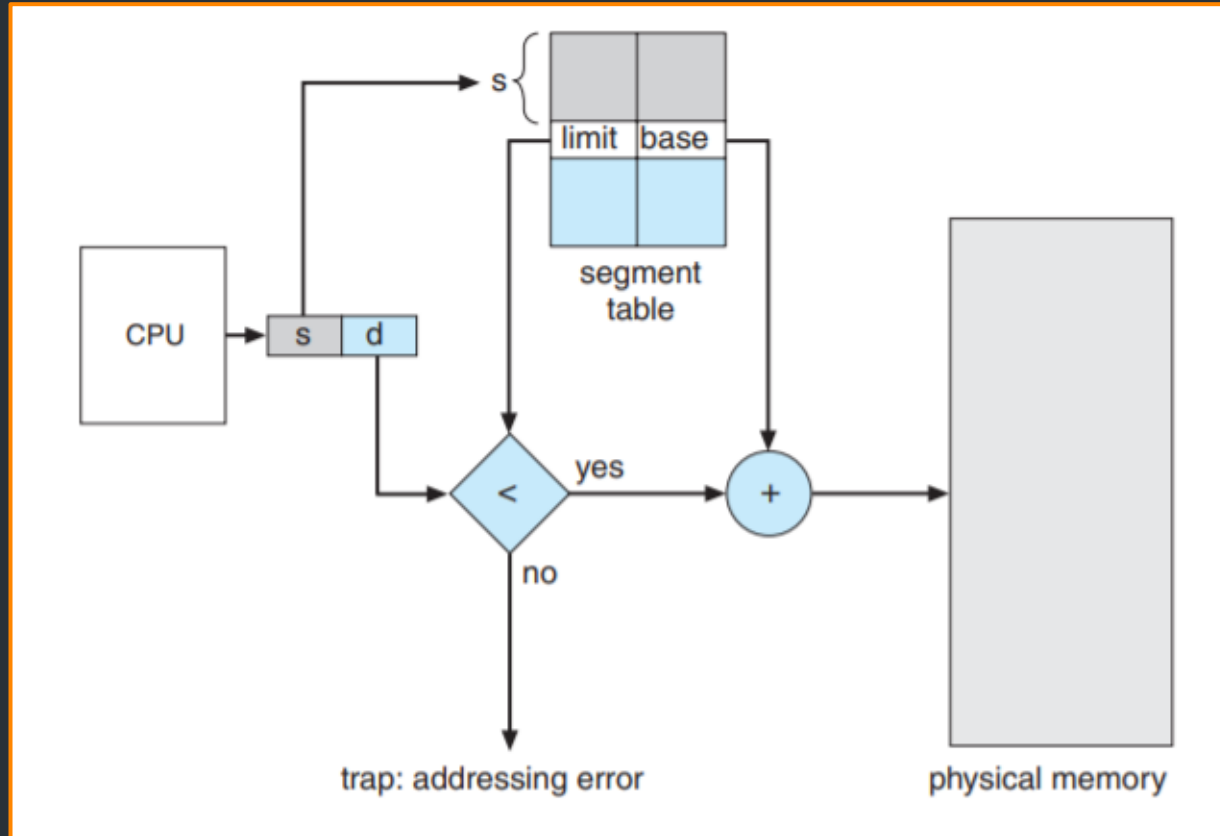 s
limit base
segment
table
CPU
s d
<
yes
+
no
trap: addressing error
physical memory